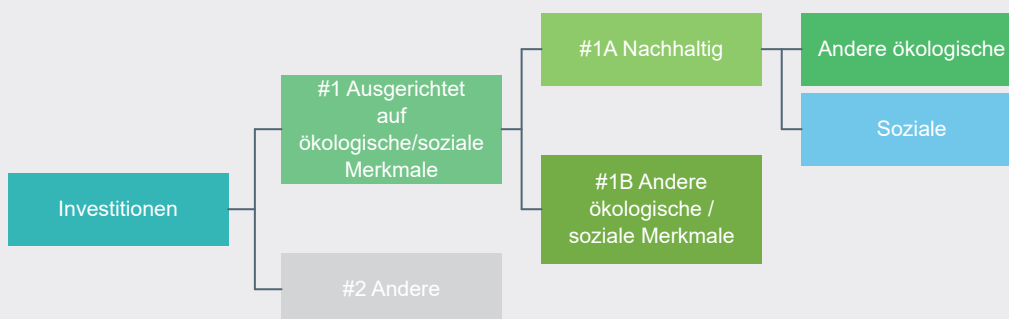 Investitionen
#1 Ausgerichtet
auf
ökologische/soziale
Merkmale
#2 Andere
#1A Nachhaltig
#1B Andere
ökologische /
soziale Merkmale
Andere ökologische
Soziale